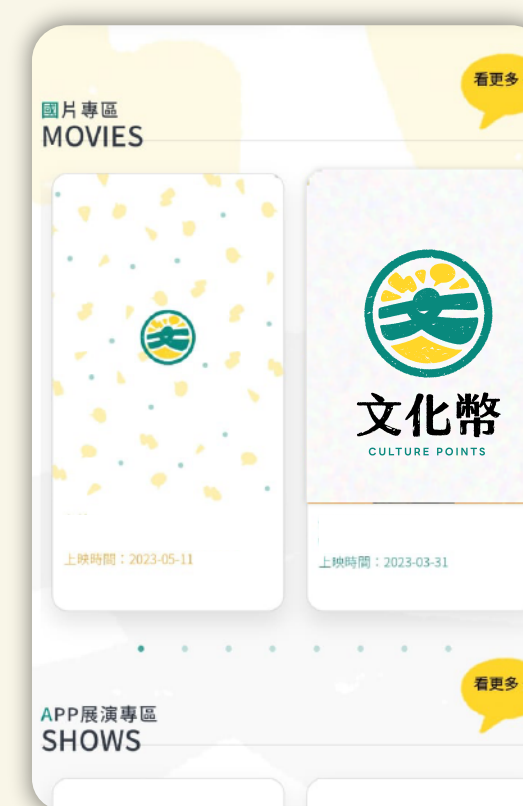 看更多
國片專區
MOVIES
文
文化幣
CULTURE POINTS
上映時間：2023-05-11
上映時間：2023-03-31
看更多
APP展演專區
SHOWS